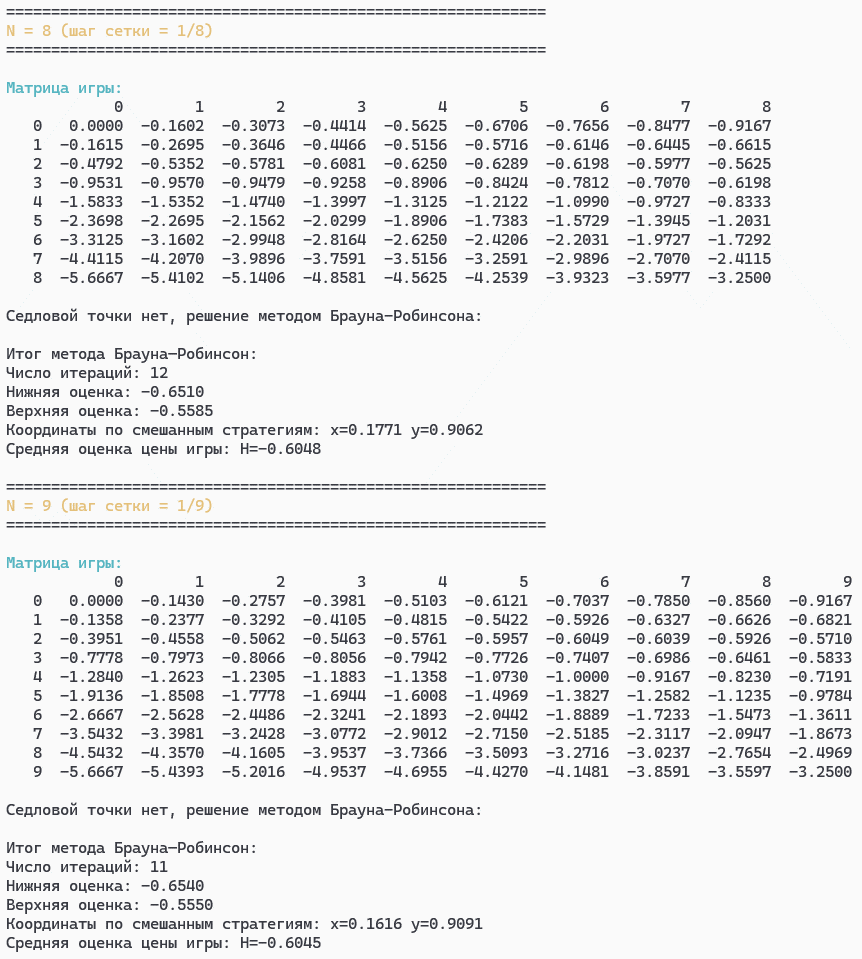 ============================================================
N = 8 (шаг сетки = 1/8)
============================================================
Матрица игры:
0 1 2 3 4 5 6 7 8
0 0.0000 −0.1602 −0.3073 −0.4414 −0.5625 −0.6706 −0.7656 −0.8477 −0.9167
1 −0.1615 −0.2695 −0.3646 −0.4466 −0.5156 −0.5716 −0.6146 −0.6445 −0.6615
2 −0.4792 −0.5352 −0.5781 −0.6081 −0.6250 −0.6289 −0.6198 −0.5977 −0.5625
3 −0.9531 −0.9570 −0.9479 −0.9258 −0.8906 −0.8424 −0.7812 −0.7070 −0.6198
4 −1.5833 −1.5352 −1.4740 −1.3997 −1.3125 −1.2122 −1.0990 −0.9727 −0.8333
5 −2.3698 −2.2695 −2.1562 −2.0299 −1.8906 −1.7383 −1.5729 −1.3945 −1.2031
6 −3.3125 −3.1602 −2.9948 −2.8164 −2.6250 −2.4206 −2.2031 −1.9727 −1.7292
7 −4.4115 −4.2070 −3.9896 −3.7591 −3.5156 −3.2591 −2.9896 −2.7070 −2.4115
8 −5.6667 −5.4102 −5.1406 −4.8581 −4.5625 −4.2539 −3.9323 −3.5977 −3.2500
Седловой точки нет, решение методом Брауна-Робинсона:
Итог метода Брауна—Робинсон:
Число итераций: 12
Нижняя оценка: −0.6510
Верхняя оценка: −0.5585
Координаты по смешанным стратегиям: x=0.1771 y=0.9062
Средняя оценка цены игры: H=−0.6048
============================================================
N = 9 (шаг сетки = 1/9)
============================================================
Матрица игры:
0 1 2 3 4 5 6 7 8 9
0 0.0000 −0.1430 −0.2757 −0.3981 −0.5103 −0.6121 −0.7037 −0.7850 −0.8560 −0.9167
1 −0.1358 −0.2377 −0.3292 −0.4105 −0.4815 −0.5422 −0.5926 −0.6327 −0.6626 −0.6821
2 −0.3951 −0.4558 −0.5062 −0.5463 −0.5761 −0.5957 −0.6049 −0.6039 −0.5926 −0.5710
3 −0.7778 −0.7973 −0.8066 −0.8056 −0.7942 −0.7726 −0.7407 −0.6986 −0.6461 −0.5833
4 −1.2840 −1.2623 −1.2305 −1.1883 −1.1358 −1.0730 −1.0000 −0.9167 −0.8230 −0.7191
5 −1.9136 −1.8508 −1.7778 −1.6944 −1.6008 −1.4969 −1.3827 −1.2582 −1.1235 −0.9784
6 −2.6667 −2.5628 −2.4486 −2.3241 −2.1893 −2.0442 −1.8889 −1.7233 −1.5473 −1.3611
7 −3.5432 −3.3981 −3.2428 −3.0772 −2.9012 −2.7150 −2.5185 −2.3117 −2.0947 −1.8673
8 −4.5432 −4.3570 −4.1605 −3.9537 −3.7366 −3.5093 −3.2716 −3.0237 −2.7654 −2.4969
9 −5.6667 −5.4393 −5.2016 −4.9537 −4.6955 −4.4270 −4.1481 −3.8591 −3.5597 −3.2500
Седловой точки нет, решение методом Брауна-Робинсона:
Итог метода Брауна—Робинсон:
Число итераций: 11
Нижняя оценка: −0.6540
Верхняя оценка: −0.5550
Координаты по смешанным стратегиям: x=0.1616 y=0.9091
Средняя оценка цены игры: H=−0.6045